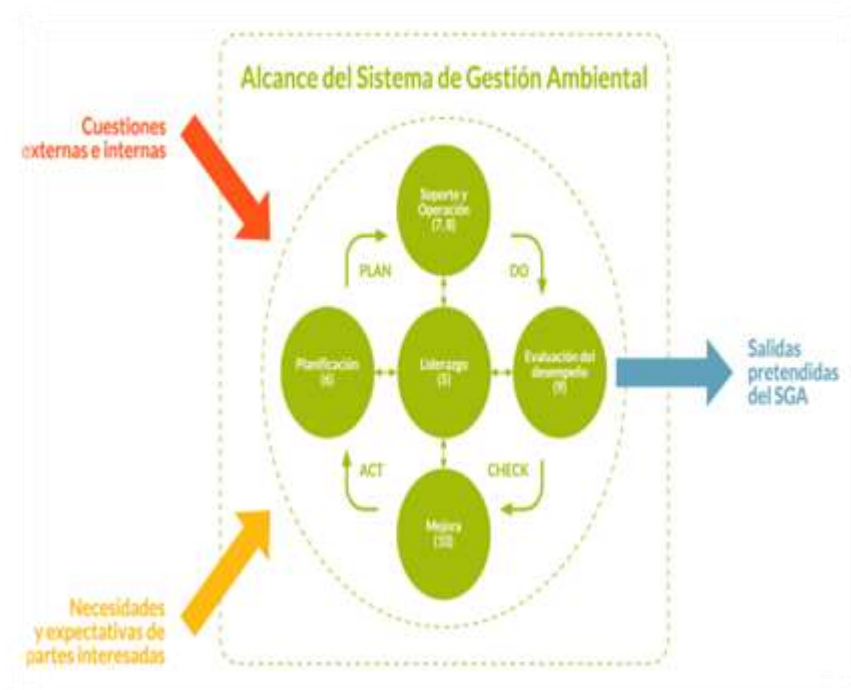 Alcance del Sistema de Gestión Ambiental
Cuestiones
externas e internas
Soporte y
Operación
(7, 8)
PLAN
DO
Planificación
(6)
Liderazgo
(5)
Evaluación del
desempeño
(9)
Salidas
pretendidas
del SGA
ACT
CHECK
Mejora
(10)
Necesidades
y expectativas de
partes interesadas